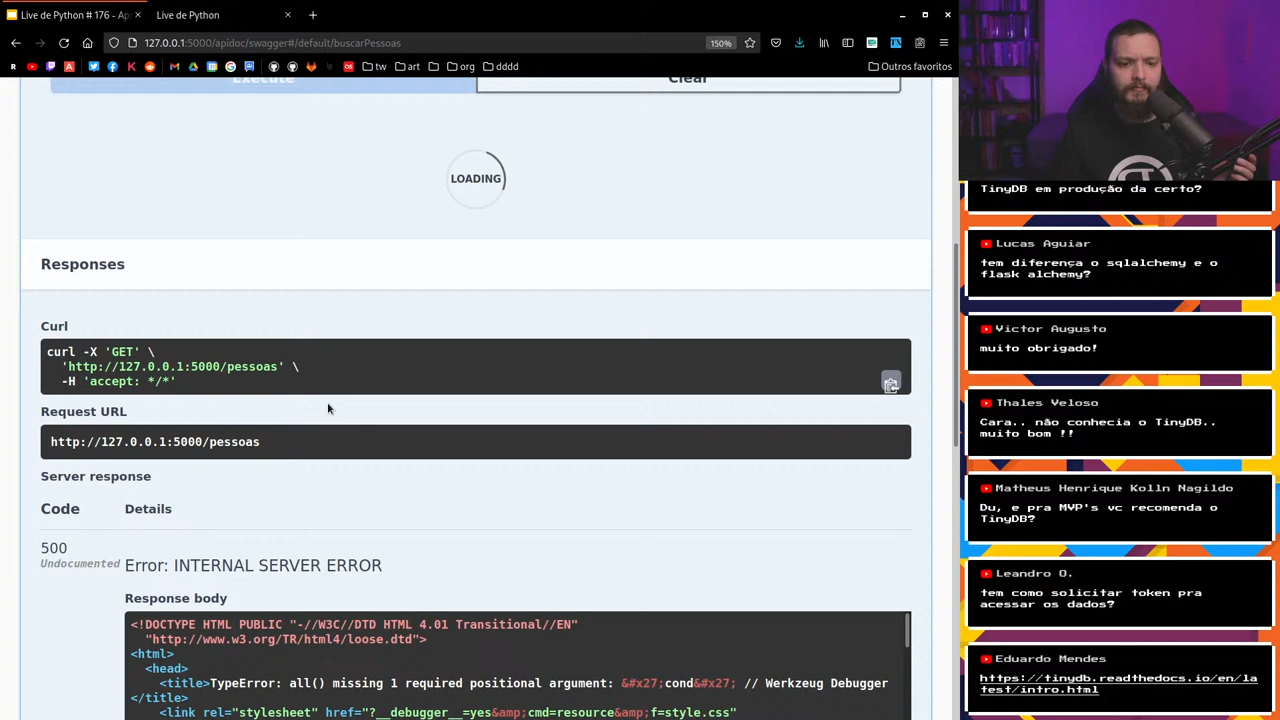 Live de Python # 176 - Ap
Live de Python
127.0.0.1:5000/apidoc/swagger#/default/buscarPessoas
150%
tw
art
org
dddd
Outros favoritos
Execute
Clear
LOADING
Responses
Curl
curl -X 'GET' \
'http://127.0.0.1:5000/pessoas' \
-H 'accept: */*'
Request URL
http://127.0.0.1:5000/pessoas
Server response
Code
Details
500
Undocumented
Error: INTERNAL SERVER ERROR
Response body
<!DOCTYPE HTML PUBLIC "-//W3C//DTD HTML 4.01 Transitional//EN"
"http://www.w3.org/TR/html4/loose.dtd">
<html>
<head>
<title>TypeError: all() missing 1 required positional argument: &#x27;cond&#x27; // Werkzeug Debugger
</title>
<link rel="stylesheet" href="?__debugger__=yes&amp;cmd=resource&amp;f=style.css"
TinyDB em produção da certo?
Lucas Aguiar
tem diferença o sqlalchemy e o
flask alchemy?
Victor Augusto
muito obrigado!
Thales Veloso
Cara.. não conhecia o TinyDB..
muito bom !!
Matheus Henrique Kolln Nagildo
Du, e pra MVP's vc recomenda o
TinyDB?
Leandro O.
tem como solicitar token pra
acessar os dados?
Eduardo Mendes
https://tinydb.readthedocs.io/en/la
test/intro.html